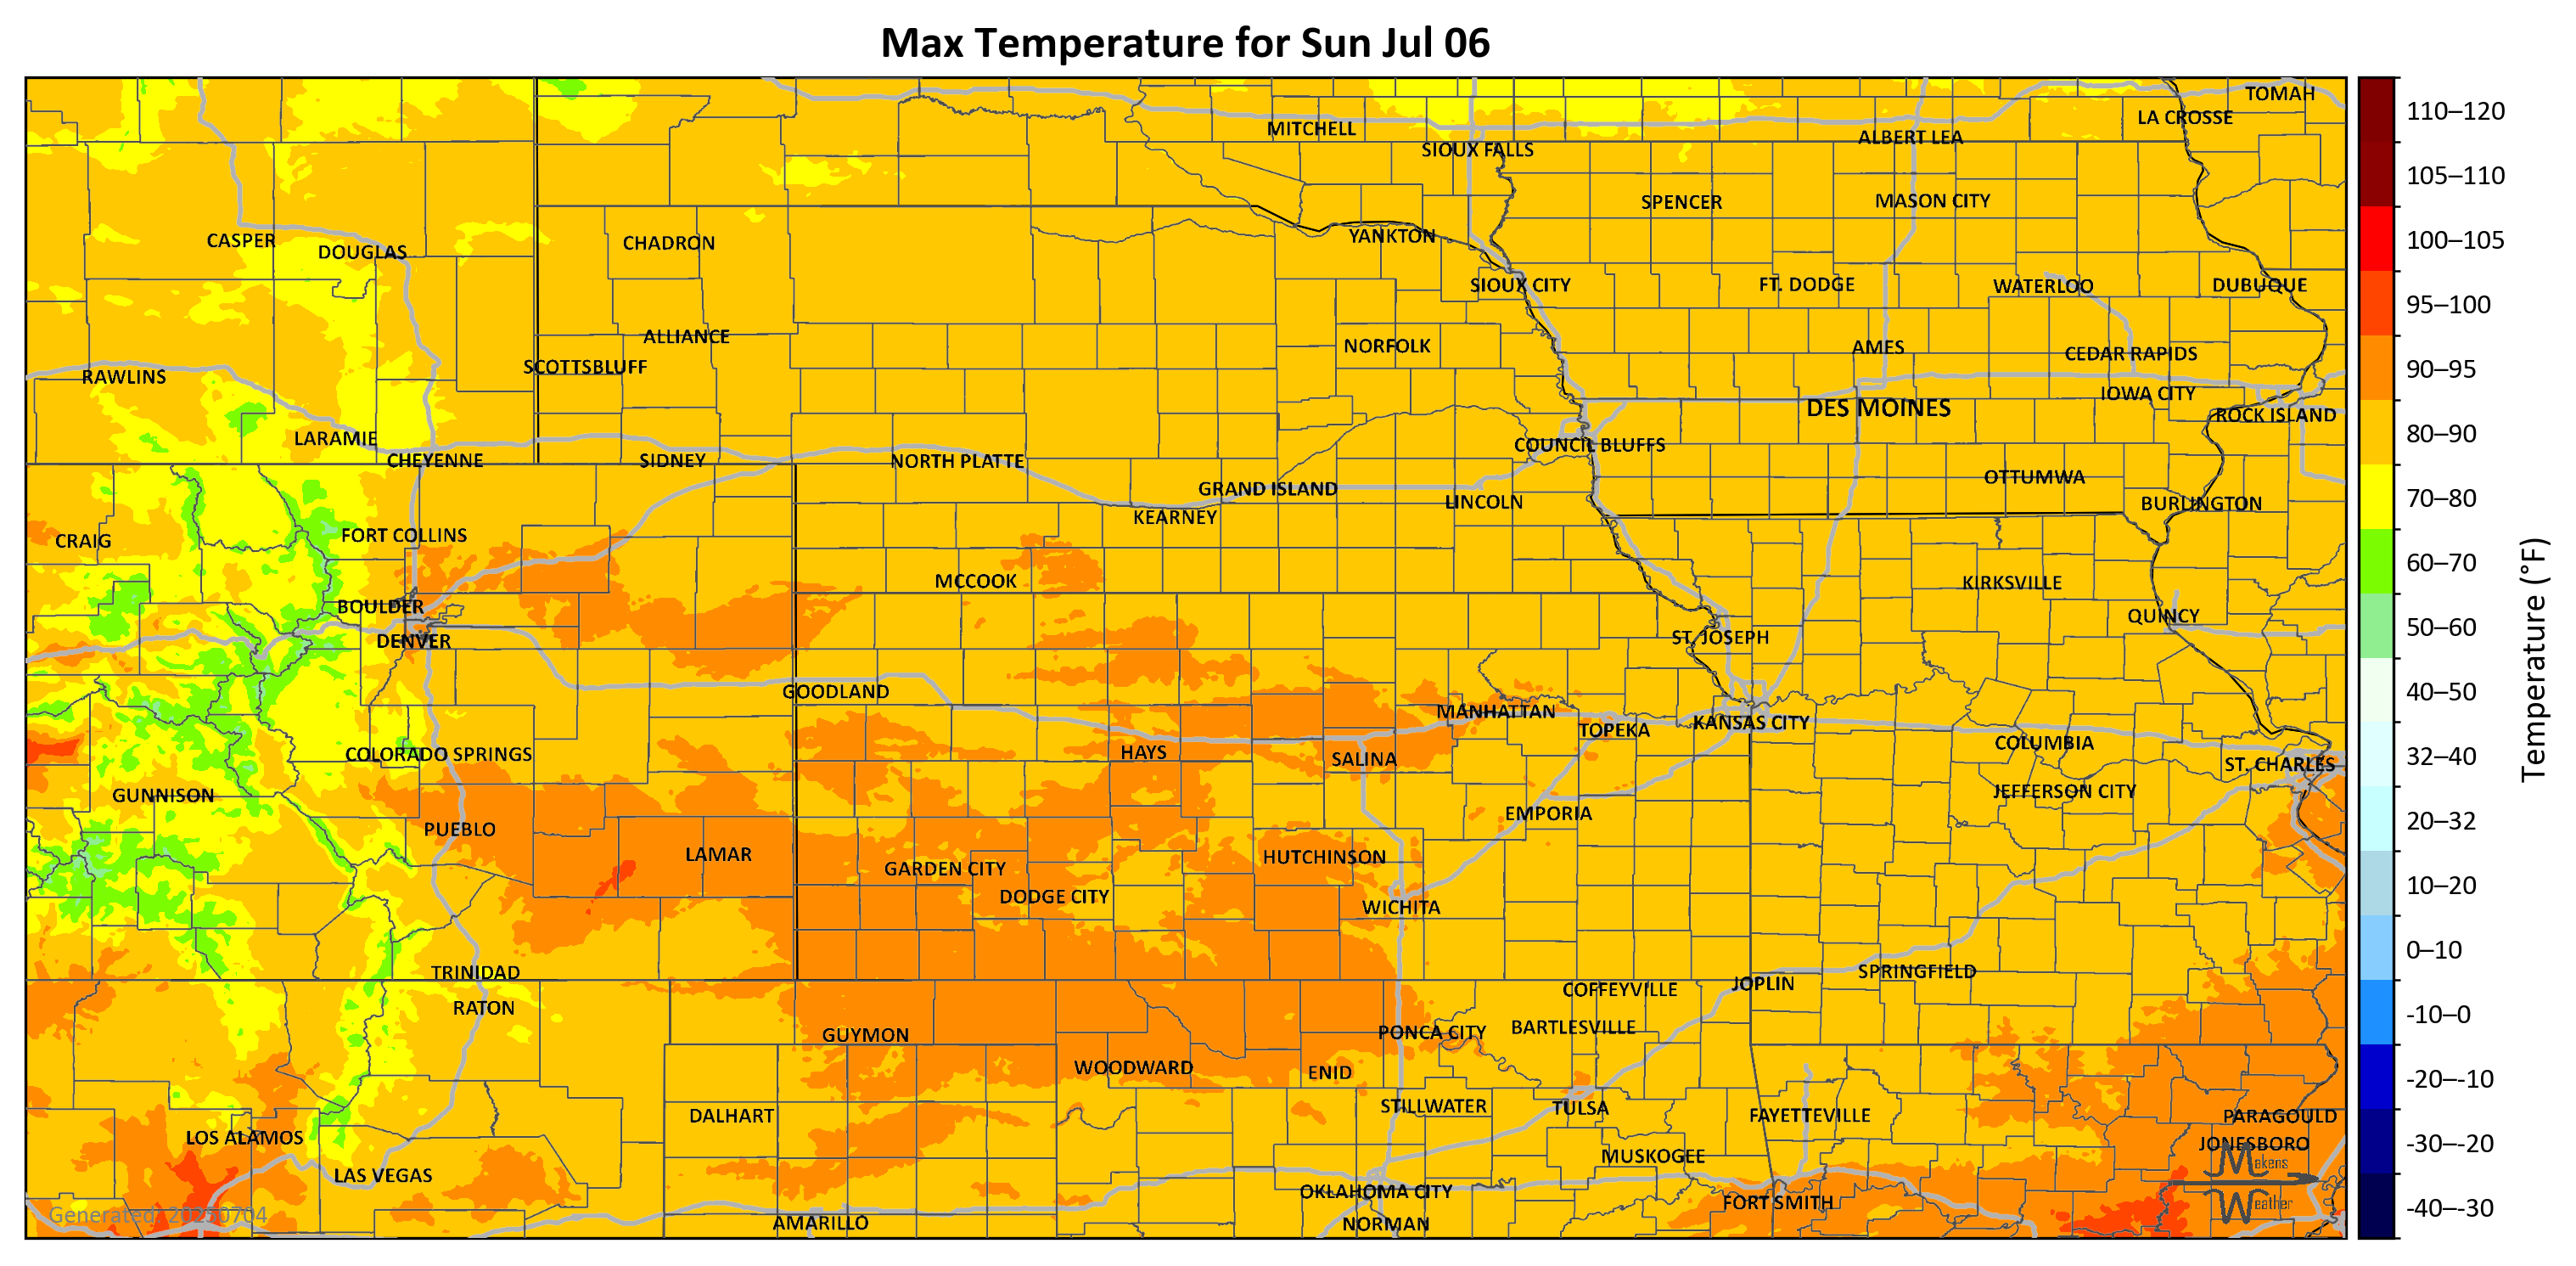 Max Temperature for Sun Jul 06
TOMAH
LA CROSSE
MITCHELL
ALBERT LEA
SIOUX FALLS
SPENCER
MASON CITY
CASPER
DOUGLAS
CHADRON
YANKTON
SIOUX CITY
FT. DODGE
WATERLOO
DUBUQUE
ALLIANCE
NORFOLK
AMES
CEDAR RAPIDS
SCOTTSBLUFF
RAWLINS
IOWA CITY
DES MOINES
ROCK ISLAND
LARAMIE
COUNCIL BLUFFS
CHEYENNE
SIDNEY
NORTH PLATTE
OTTUMWA
GRAND ISLAND
LINCOLN
BURLINGTON
KEARNEY
CRAIG
FORT COLLINS
MCCOOK
KIRKSVILLE
BOULDER
QUINCY
DENVER
ST. JOSEPH
GOODLAND
MANHATTAN
KANSAS CITY
TOPEKA
COLUMBIA
COLORADO SPRINGS
HAYS
SALINA
ST. CHARLES
GUNNISON
JEFFERSON CITY
EMPORIA
PUEBLO
LAMAR
HUTCHINSON
GARDEN CITY
DODGE CITY
WICHITA
TRINIDAD
SPRINGFIELD
JOPLIN
COFFEYVILLE
RATON
GUYMON
PONCA CITY
BARTLESVILLE
WOODWARD
ENID
STILLWATER
TULSA
DALHART
FAYETTEVILLE
PARAGOULD
LOS ALAMOS
JONESBORO
MUSKOGEE
LAS VEGAS
OKLAHOMA CITY
FORT SMITH
AMARILLO
NORMAN
Generated: 20250704
Makens
Weather
110–120
105–110
100–105
95–100
90–95
80–90
70–80
60–70
50–60
40–50
32–40
20–32
10–20
0–10
-10–0
-20–-10
-30–-20
-40–-30
Temperature (°F)